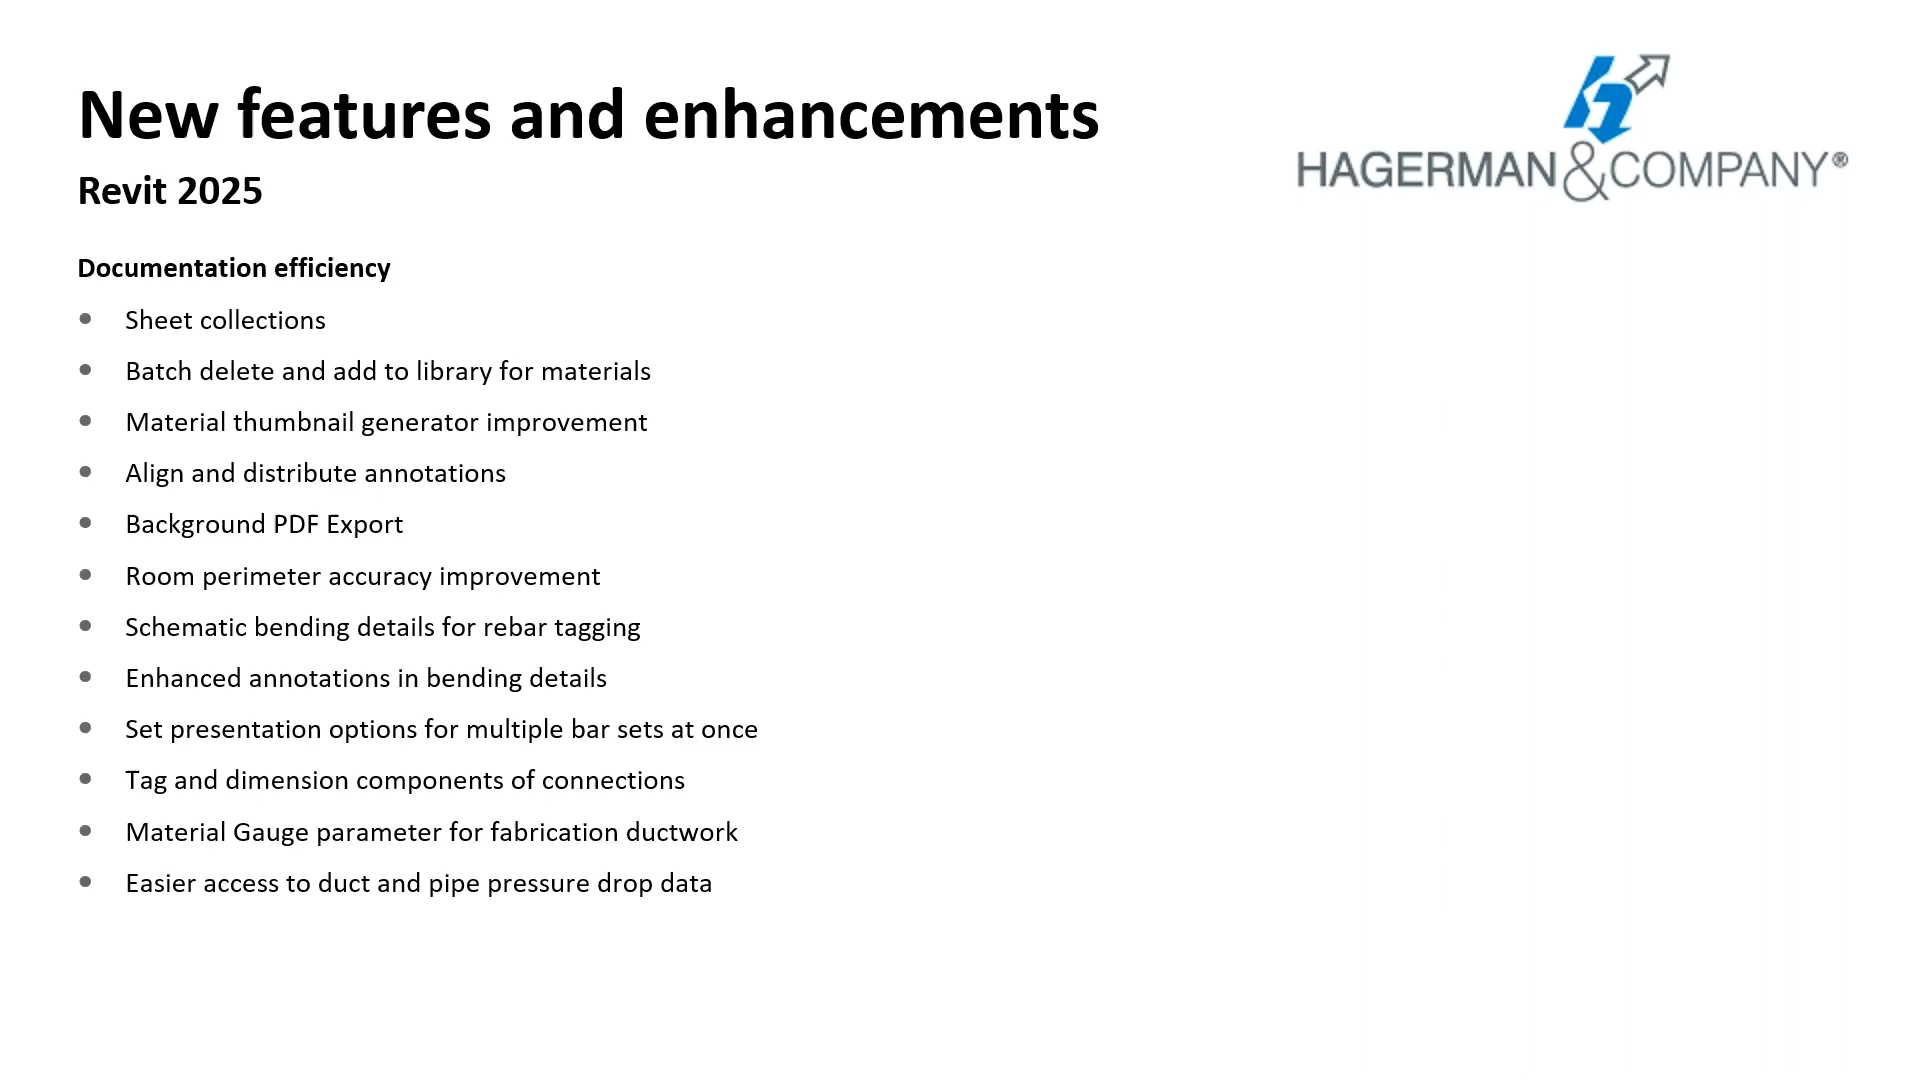 New features and enhancements
HAGERMAN&COMPANY®
Revit 2025
Documentation efficiency
• Sheet collections
• Batch delete and add to library for materials
• Material thumbnail generator improvement
• Align and distribute annotations
• Background PDF Export
• Room perimeter accuracy improvement
• Schematic bending details for rebar tagging
• Enhanced annotations in bending details
• Set presentation options for multiple bar sets at once
• Tag and dimension components of connections
• Material Gauge parameter for fabrication ductwork
• Easier access to duct and pipe pressure drop data